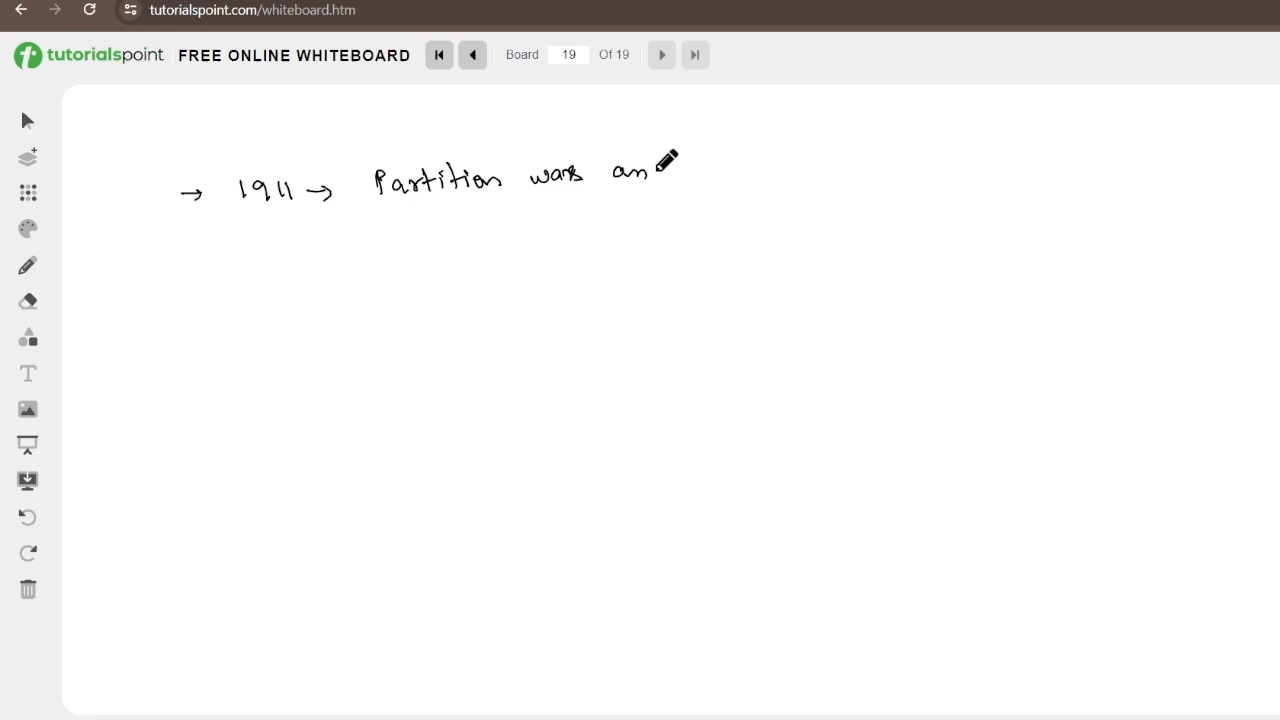 tutorialspoint.com/whiteboard.htm
tutorialspoint FREE ONLINE WHITEBOARD Board 19 Of 19
→ 1911 → Partition was an